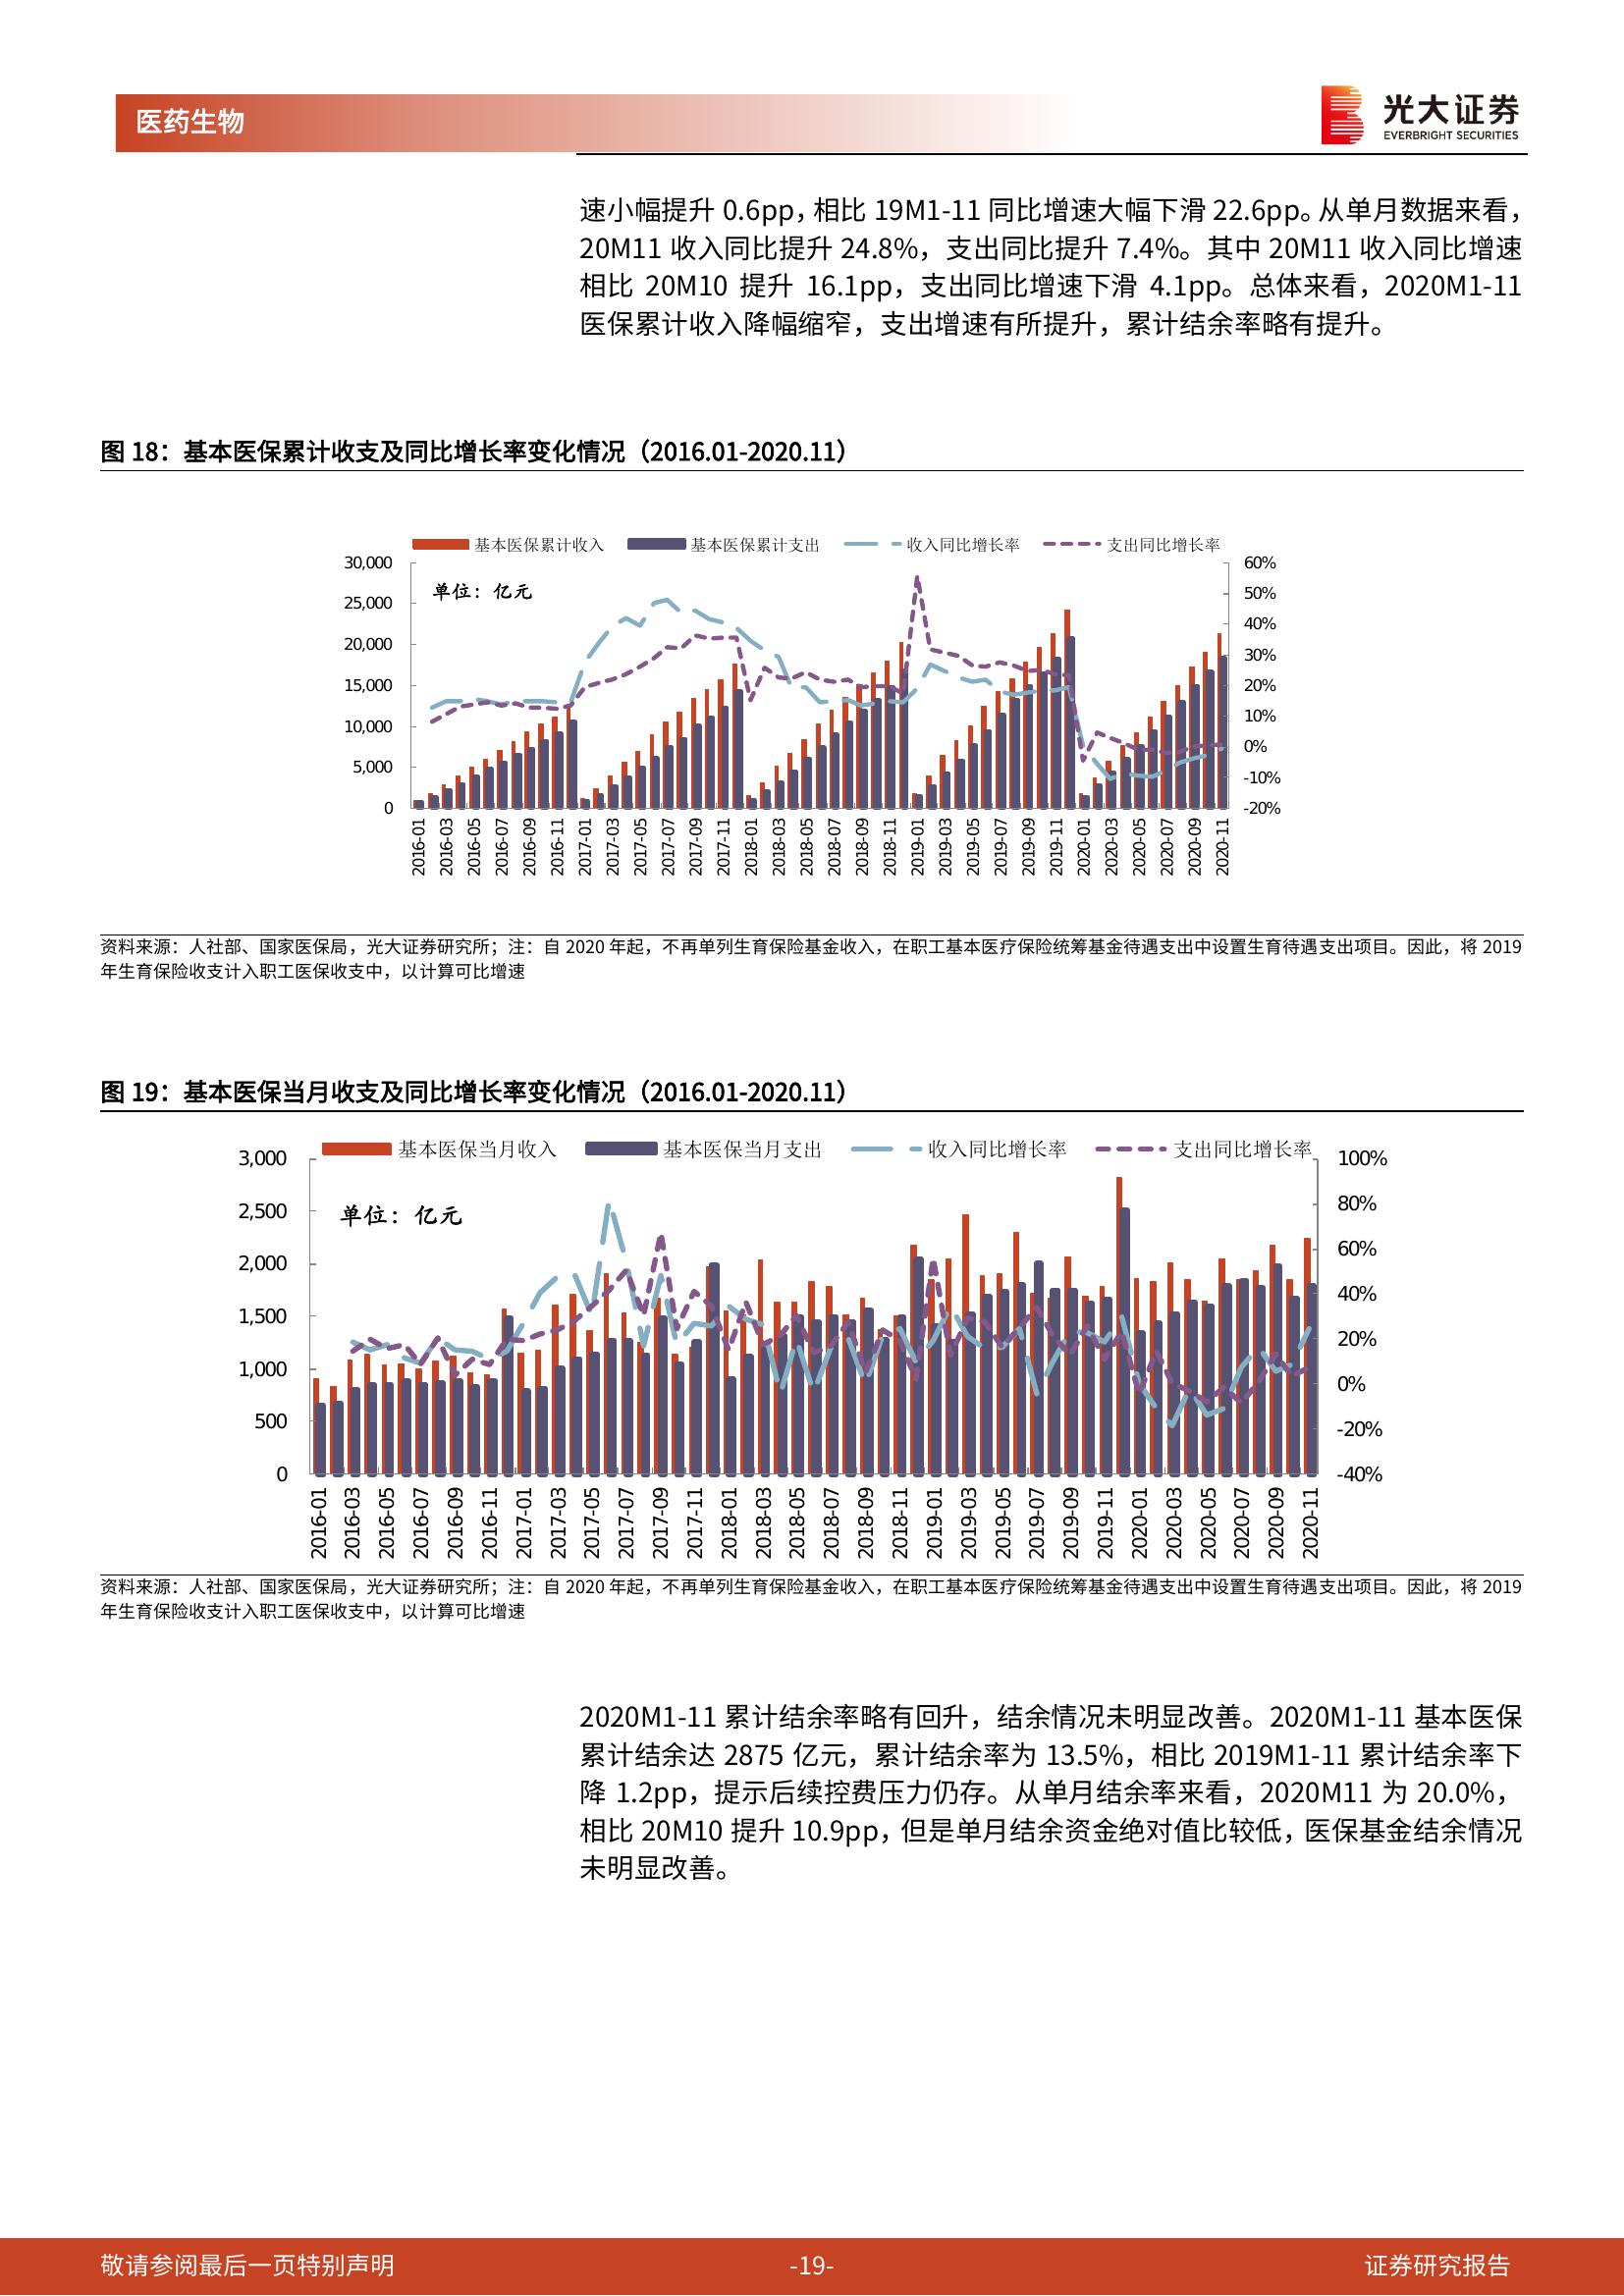 医药生物
光大证券
EVERBRIGHT SECURITIES
速小幅提升 0.6pp，相比 19M1-11 同比增速大幅下滑 22.6pp。从单月数据来看，
20M11 收入同比提升 24.8%，支出同比提升 7.4%。其中 20M11 收入同比增速
相比 20M10 提升 16.1pp，支出同比增速下滑 4.1pp。总体来看，2020M1-11
医保累计收入降幅缩窄，支出增速有所提升，累计结余率略有提升。
图 18：基本医保累计收支及同比增长率变化情况（2016.01-2020.11）
基本医保累计收入 基本医保累计支出 收入同比增长率 支出同比增长率
单位：亿元
30,000
25,000
20,000
15,000
10,000
5,000
0
60%
50%
40%
30%
20%
10%
0%
-10%
-20%
2016-01 2016-03 2016-05 2016-07 2016-09 2016-11 2017-01 2017-03 2017-05 2017-07 2017-09 2017-11 2018-01 2018-03 2018-05 2018-07 2018-09 2018-11 2019-01 2019-03 2019-05 2019-07 2019-09 2019-11 2020-01 2020-03 2020-05 2020-07 2020-09 2020-11
资料来源：人社部、国家医保局，光大证券研究所；注：自 2020 年起，不再单列生育保险基金收入，在职工基本医疗保险统筹基金待遇支出中设置生育待遇支出项目。因此，将 2019
年生育保险收支计入职工医保收支中，以计算可比增速
图 19：基本医保当月收支及同比增长率变化情况（2016.01-2020.11）
基本医保当月收入 基本医保当月支出 收入同比增长率 支出同比增长率
单位：亿元
3,000
2,500
2,000
1,500
1,000
500
0
100%
80%
60%
40%
20%
0%
-20%
-40%
2016-01 2016-03 2016-05 2016-07 2016-09 2016-11 2017-01 2017-03 2017-05 2017-07 2017-09 2017-11 2018-01 2018-03 2018-05 2018-07 2018-09 2018-11 2019-01 2019-03 2019-05 2019-07 2019-09 2019-11 2020-01 2020-03 2020-05 2020-07 2020-09 2020-11
资料来源：人社部、国家医保局，光大证券研究所；注：自 2020 年起，不再单列生育保险基金收入，在职工基本医疗保险统筹基金待遇支出中设置生育待遇支出项目。因此，将 2019
年生育保险收支计入职工医保收支中，以计算可比增速
2020M1-11 累计结余率略有回升，结余情况未明显改善。2020M1-11 基本医保
累计结余达 2875 亿元，累计结余率为 13.5%，相比 2019M1-11 累计结余率下
降 1.2pp，提示后续控费压力仍存。从单月结余率来看，2020M11 为 20.0%，
相比 20M10 提升 10.9pp，但是单月结余资金绝对值比较低，医保基金结余情况
未明显改善。
敬请参阅最后一页特别声明
-19-
证券研究报告